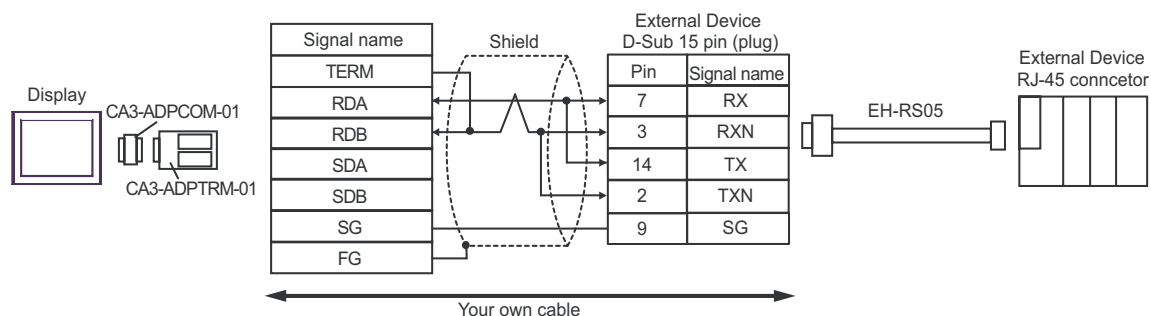 Display
CA3-ADPCOM-01
CA3-ADPTRM-01
Signal name
TERM
RDA
RDB
SDA
SDB
SG
FG
Shield
External Device
D-Sub 15 pin (plug)
Pin Signal name
7 RX
3 RXN
14 TX
2 TXN
9 SG
EH-RS05
External Device
RJ-45 conncetor
Your own cable